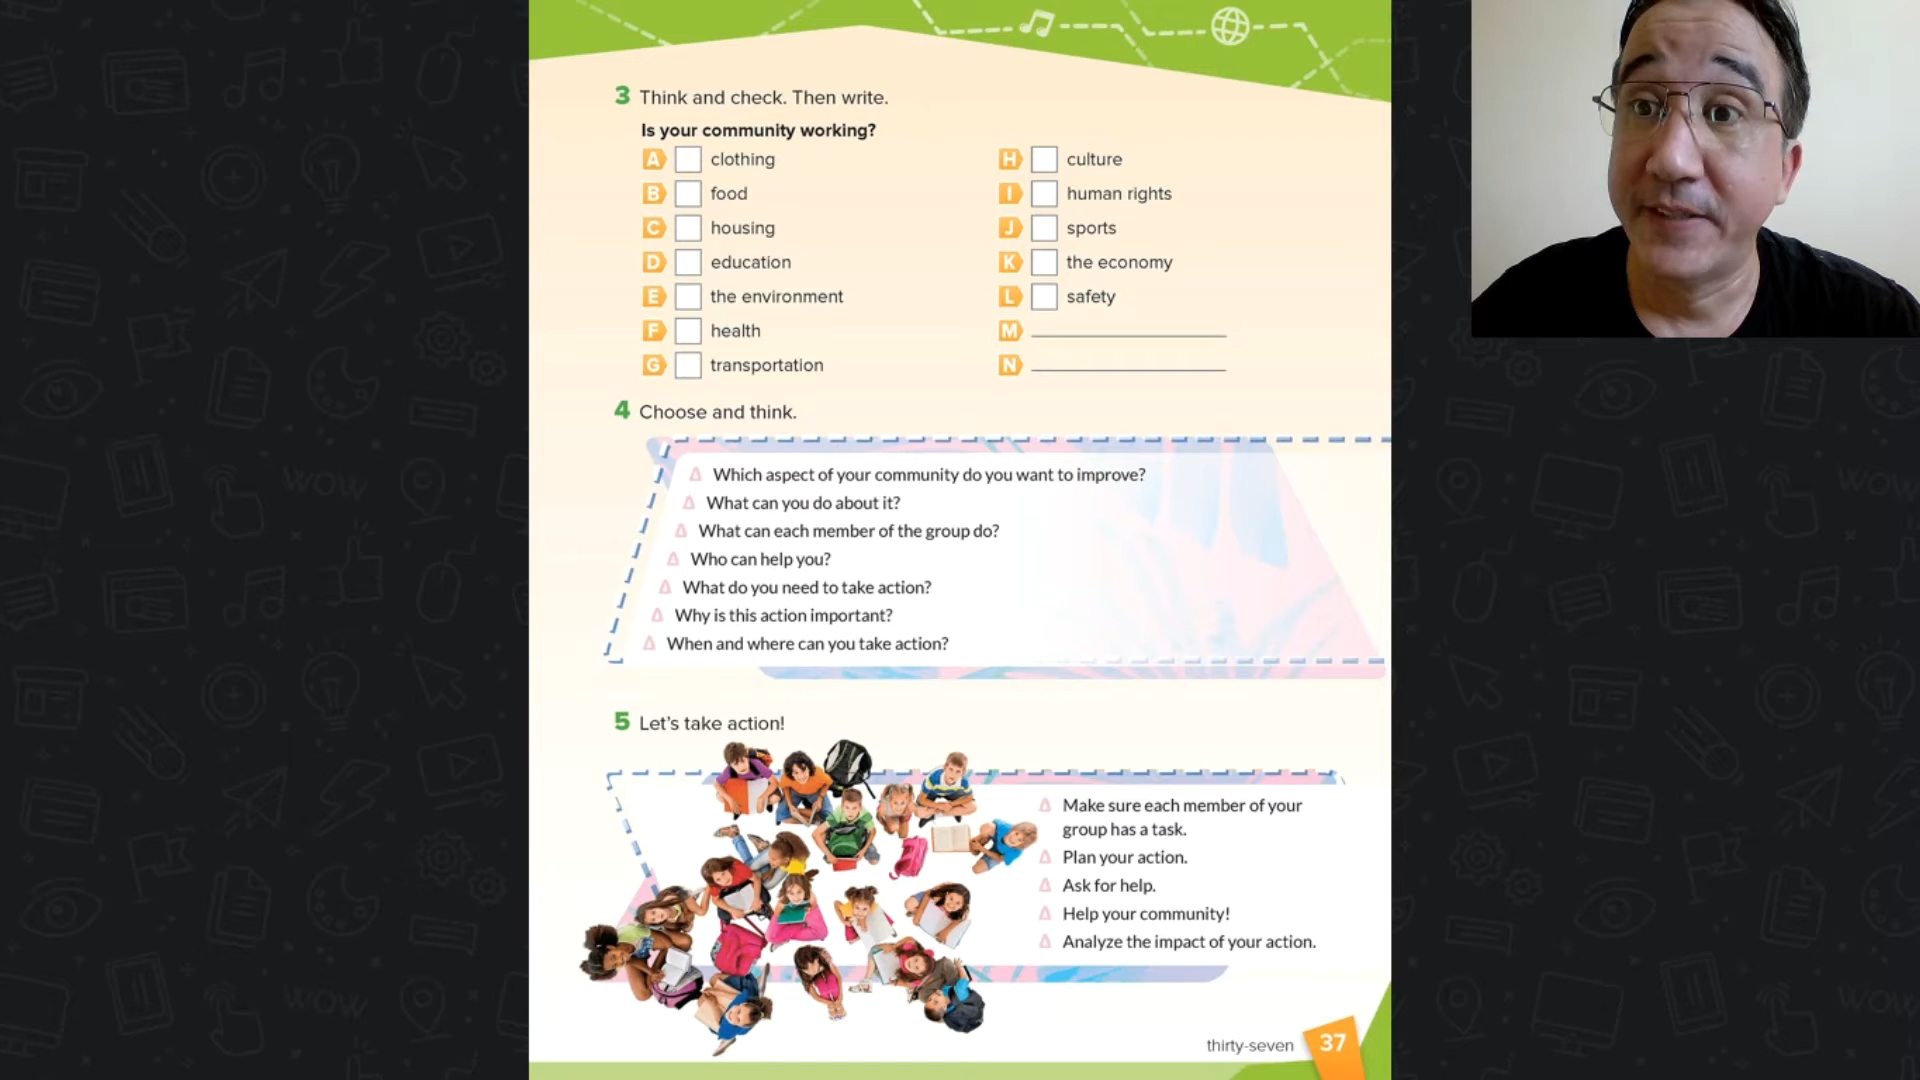 3 Think and check. Then write.
Is your community working?
A clothing
B food
C housing
D education
E the environment
F health
G transportation
H culture
I human rights
J sports
K the economy
L safety
M
N
4 Choose and think.
Which aspect of your community do you want to improve?
What can you do about it?
What can each member of the group do?
Who can help you?
What do you need to take action?
Why is this action important?
When and where can you take action?
5 Let's take action!
Make sure each member of your
group has a task.
Plan your action.
Ask for help.
Help your community!
Analyze the impact of your action.
thirty-seven 37
WOW
WOW
WOW
WOW